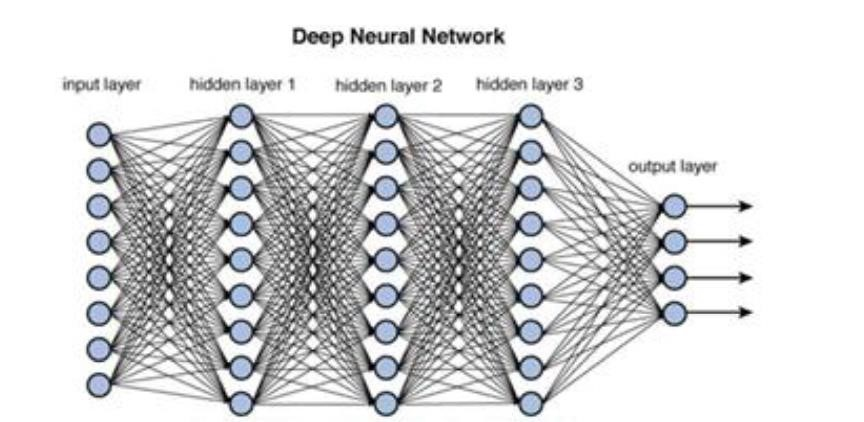 Deep Neural Network
input layer
hidden layer 1
hidden layer 2
hidden layer 3
output layer